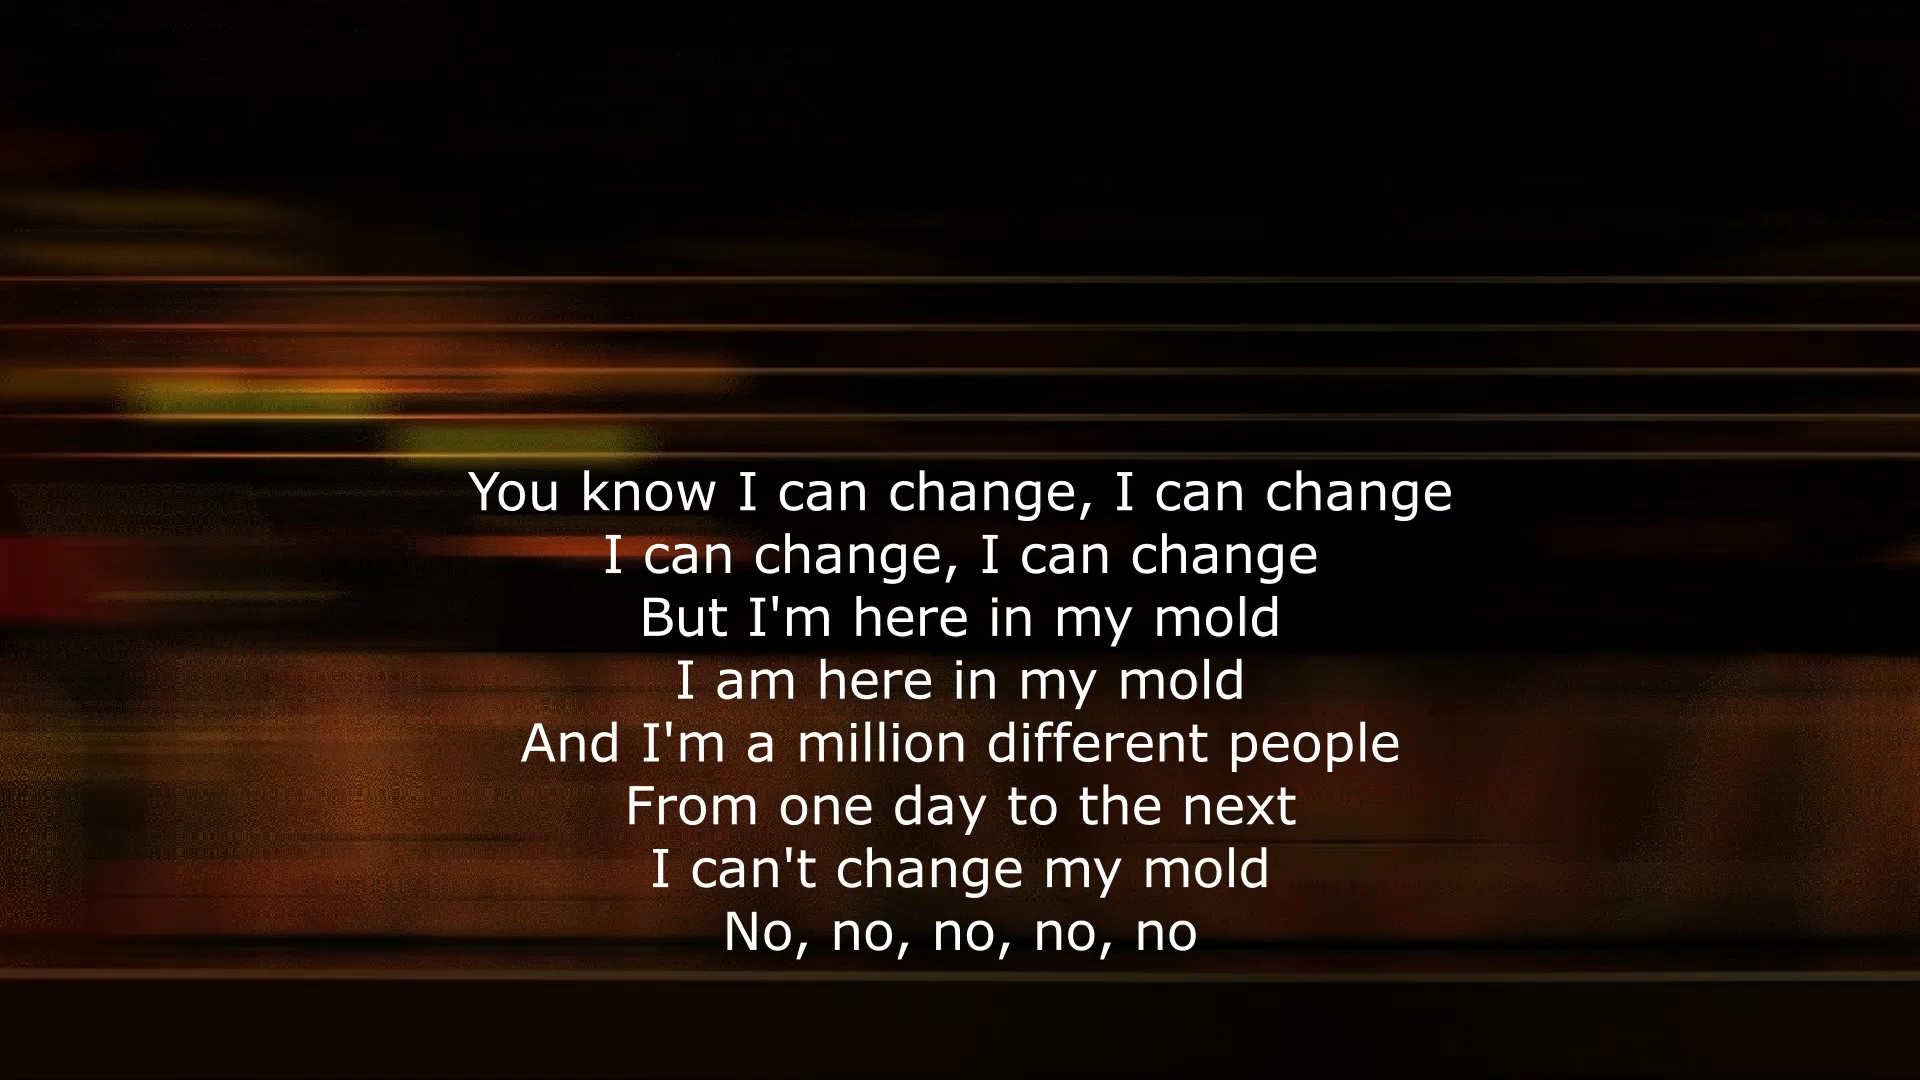 You know I can change, I can change
I can change, I can change
But I'm here in my mold
I am here in my mold
And I'm a million different people
From one day to the next
I can't change my mold
No, no, no, no, no